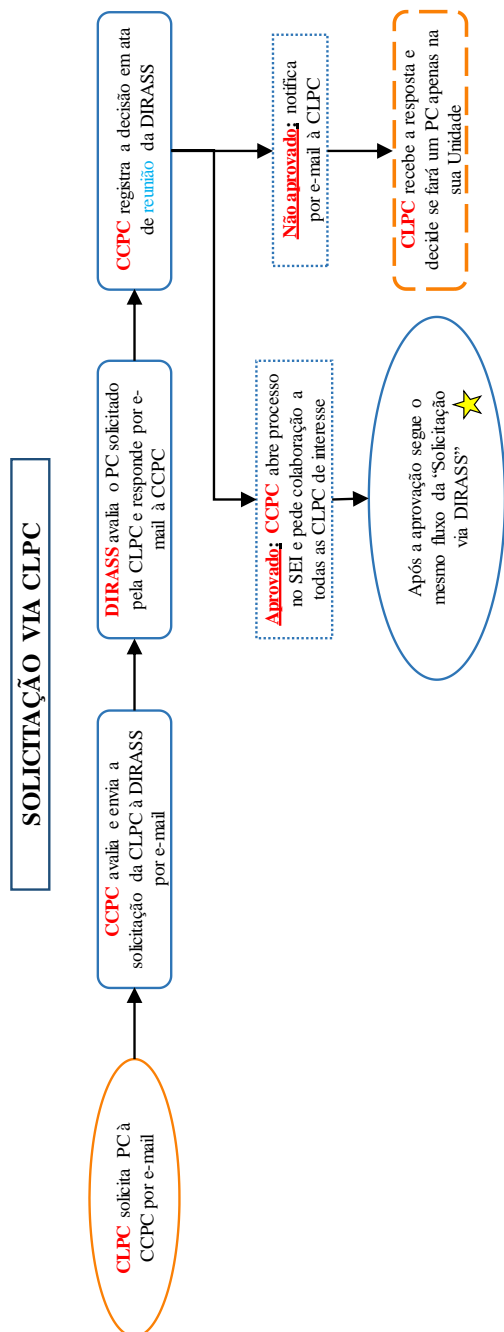 SOLICITAÇÃO VIA CLPC
CLPC solicita PC à
CCPC por e-mail
CCPC avalia e envia a
solicitação da CLPC à DIRASS
por e-mail
DIRASS avalia o PC solicitado
pela CLPC e responde por e-
mail à CCPC
CCPC registra a decisão em ata
de reunião da DIRASS
Aprovado: CCPC abre processo
no SEI e pede colaboração a
todas as CLPC de interesse
Não aprovado: notifica
por e-mail à CLPC
Após a aprovação segue o
mesmo fluxo da “Solicitação
via DIRASS”
CLPC recebe a resposta e
decide se fará um PC apenas na
sua Unidade